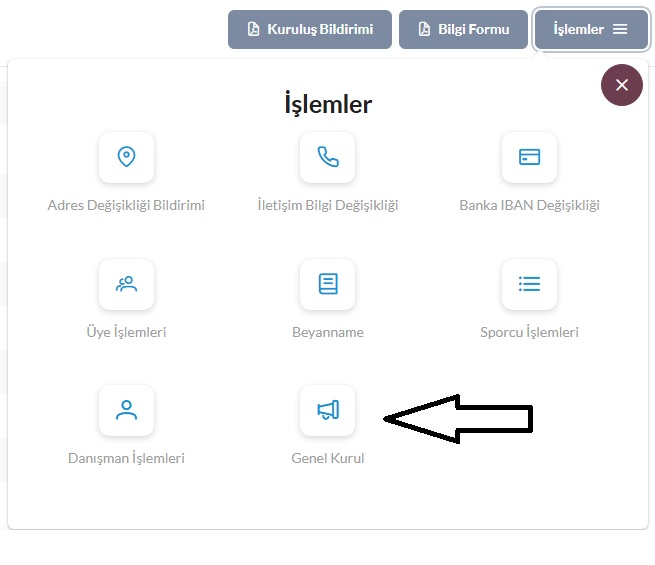 Kuruluş Bildirimi
Bilgi Formu
İşlemler
İşlemler
Adres Değişikliği Bildirimi
İletişim Bilgi Değişikliği
Banka IBAN Değişikliği
Üye İşlemleri
Beyanname
Sporcu İşlemleri
Danışman İşlemleri
Genel Kurul